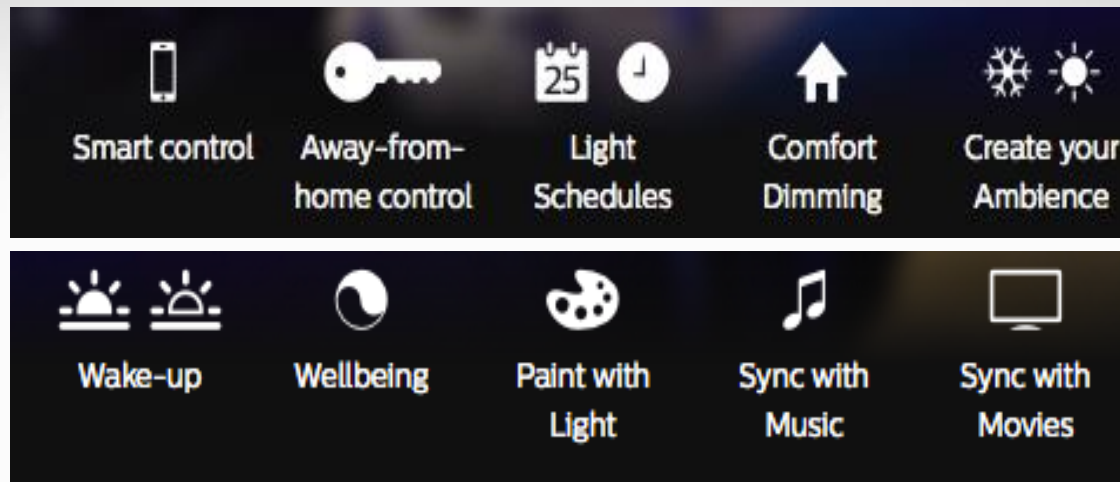 25
Smart control Away-from- Light Comfort Create your
home control Schedules Dimming Ambience
Wake-up Wellbeing Paint with Sync with Sync with
Light Music Movies